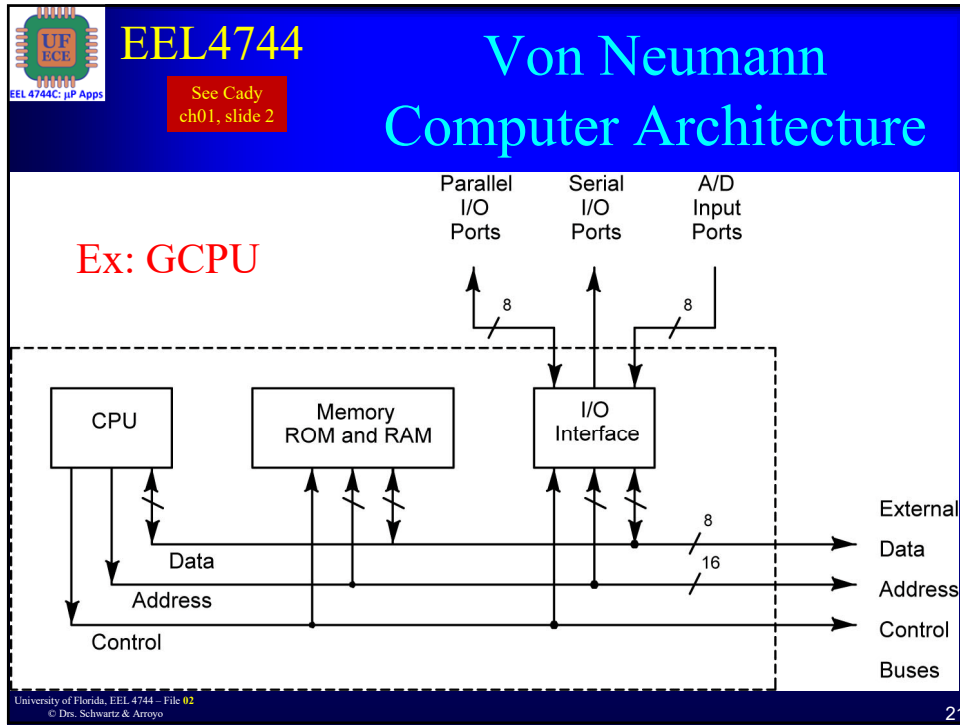 UF
ECE
EEL 4744C: µP Apps
EEL4744
See Cady
ch01, slide 2
Von Neumann
Computer Architecture
Ex: GCPU
Parallel
I/O
Ports
Serial
I/O
Ports
A/D
Input
Ports
8
8
CPU
Memory
ROM and RAM
I/O
Interface
Data
Address
Control
8
16
External
Data
Address
Control
Buses
University of Florida, EEL 4744 – File 02
© Drs. Schwartz & Arroyo
21